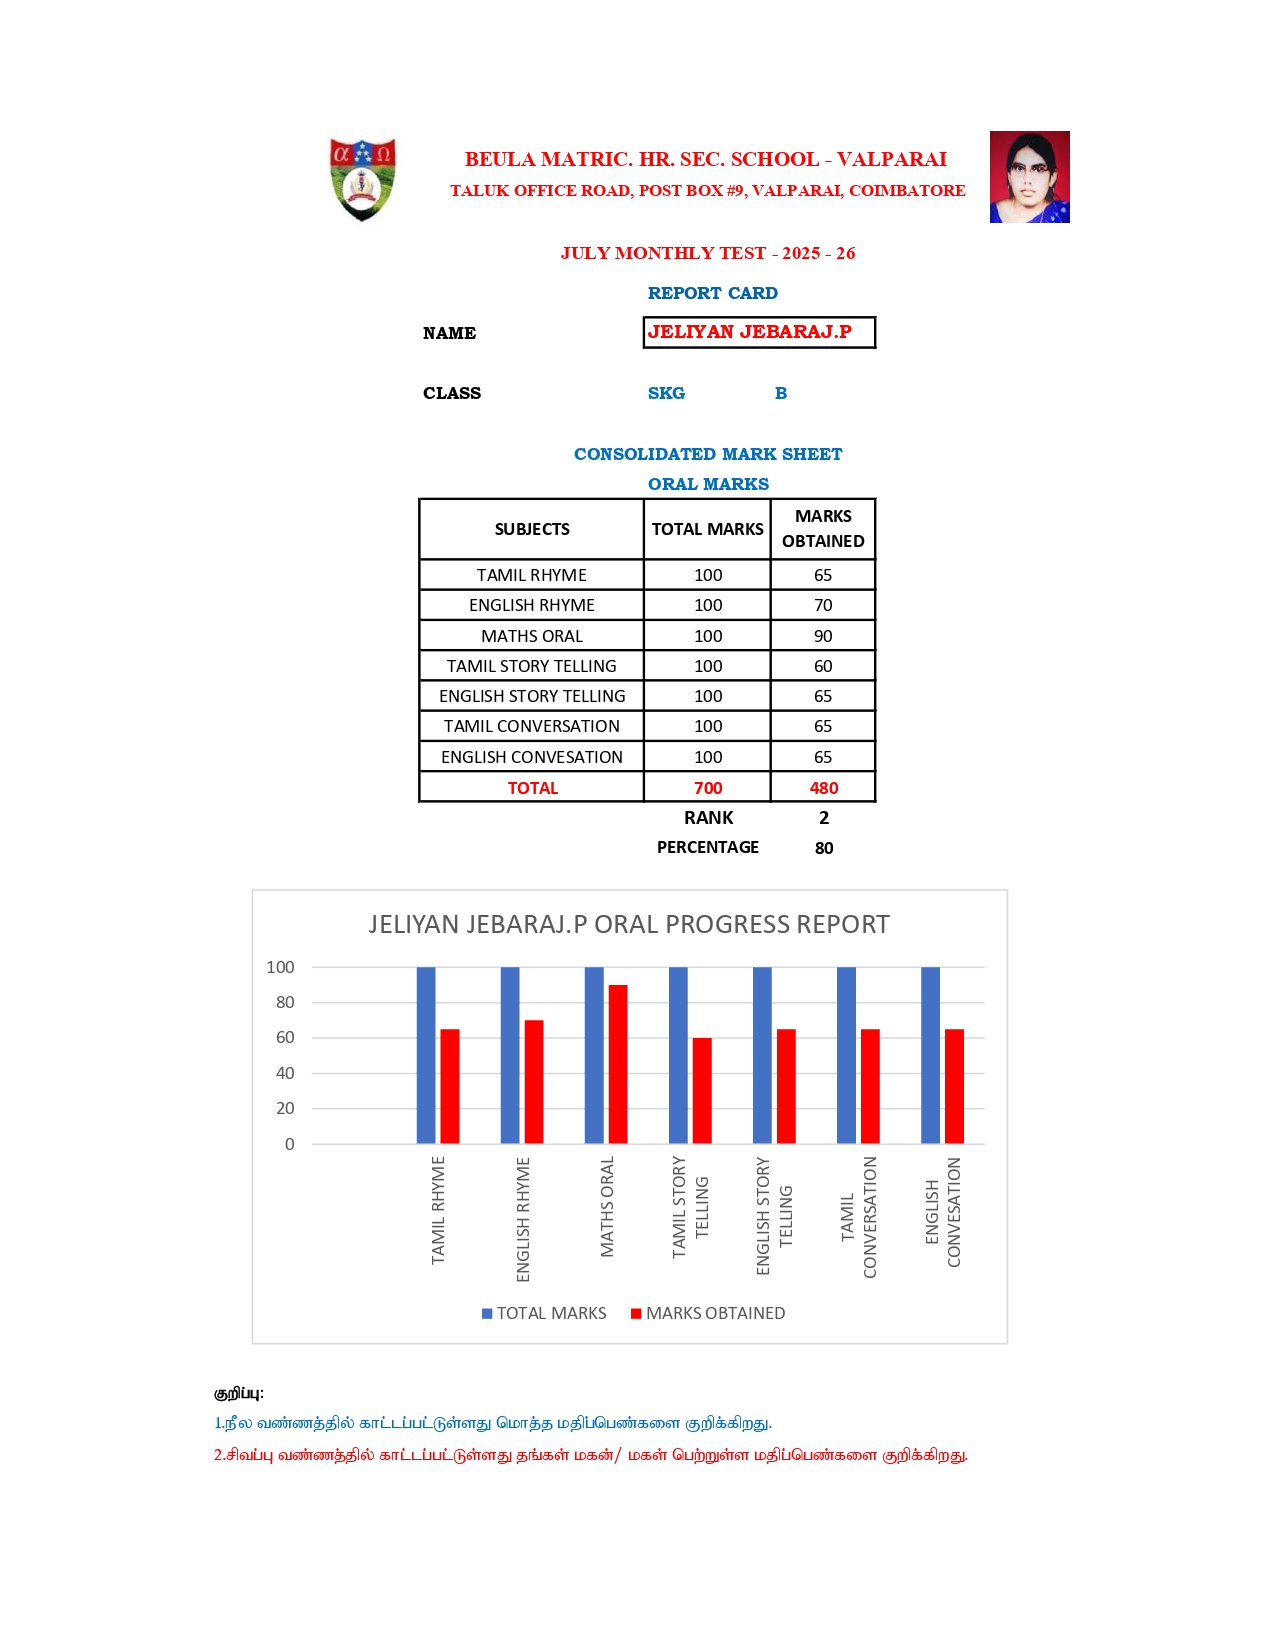 α Ω
BEULA MATRIC. HR. SEC. SCHOOL - VALPARAI
TALUK OFFICE ROAD, POST BOX #9, VALPARAI, COIMBATORE
JULY MONTHLY TEST - 2025 - 26
REPORT CARD
NAME JELIYAN JEBARAJ.P
CLASS SKG B
CONSOLIDATED MARK SHEET
ORAL MARKS
SUBJECTS TOTAL MARKS MARKS OBTAINED
TAMIL RHYME 100 65
ENGLISH RHYME 100 70
MATHS ORAL 100 90
TAMIL STORY TELLING 100 60
ENGLISH STORY TELLING 100 65
TAMIL CONVERSATION 100 65
ENGLISH CONVESATION 100 65
TOTAL 700 480
RANK 2
PERCENTAGE 80
JELIYAN JEBARAJ.P ORAL PROGRESS REPORT
100
80
60
40
20
0
TAMIL RHYME
ENGLISH RHYME
MATHS ORAL
TAMIL STORY TELLING
ENGLISH STORY TELLING
TAMIL CONVERSATION
ENGLISH CONVESATION
TOTAL MARKS MARKS OBTAINED
குறிப்பு:
1.நீல வண்ணத்தில் காட்டப்பட்டுள்ளது மொத்த மதிப்பெண்களை குறிக்கிறது.
2.சிவப்பு வண்ணத்தில் காட்டப்பட்டுள்ளது தங்கள் மகன்/ மகள் பெற்றுள்ள மதிப்பெண்களை குறிக்கிறது.